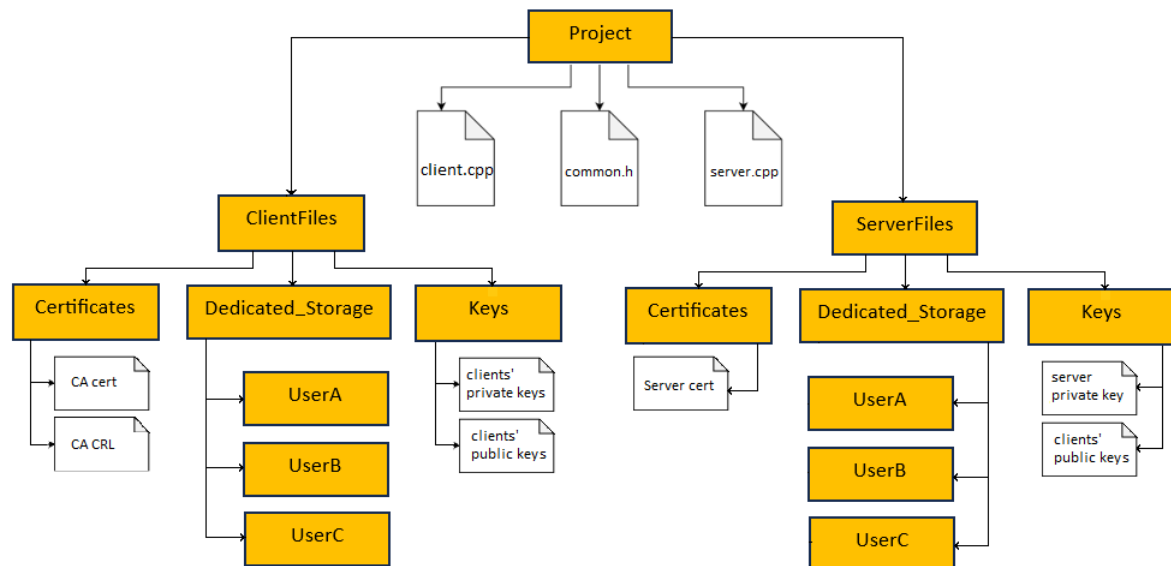 Project
client.cpp
common.h
server.cpp
ClientFiles
ServerFiles
Certificates
Dedicated_Storage
Keys
Certificates
Dedicated_Storage
Keys
CA cert
CA CRL
UserA
UserB
UserC
clients'
private keys
clients'
public keys
Server cert
UserA
UserB
UserC
server
private key
clients'
public keys